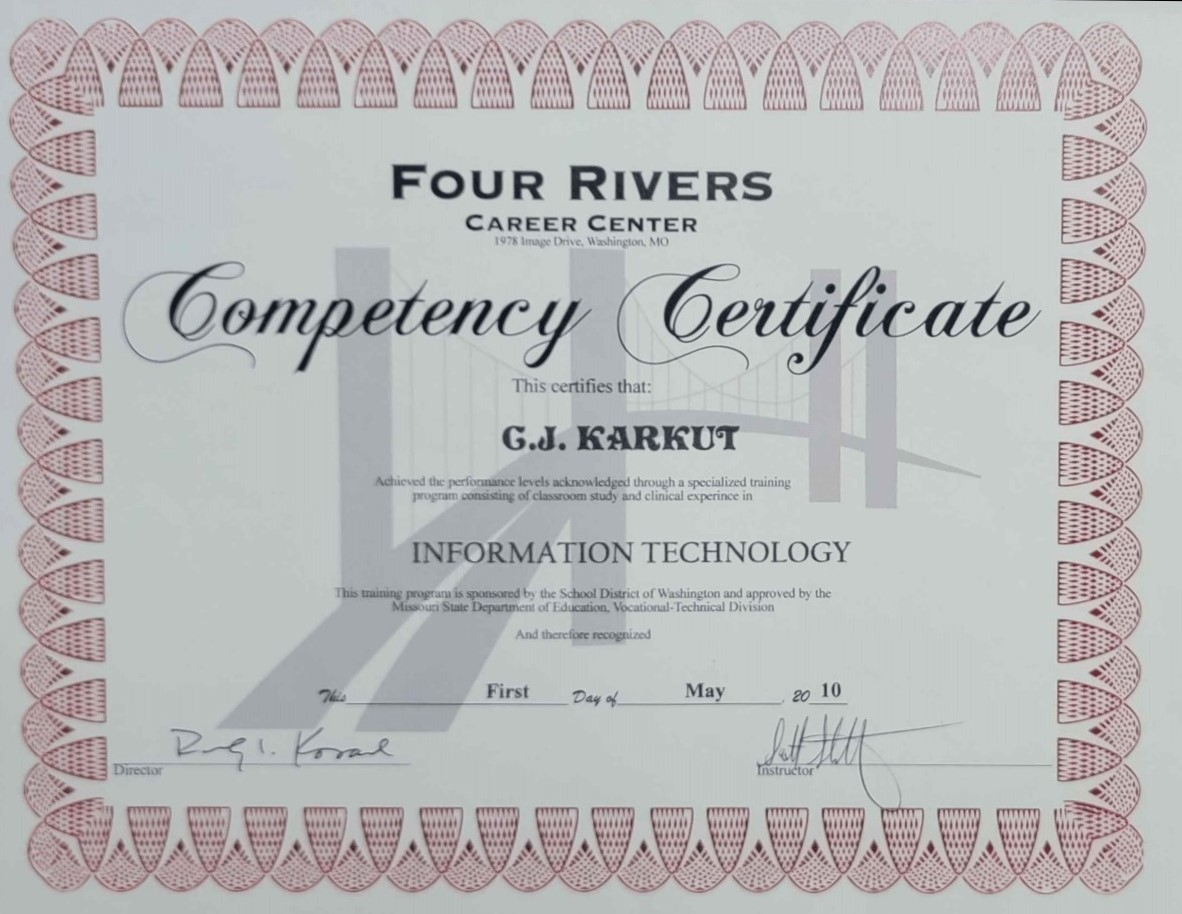 FOUR RIVERS
CAREER CENTER
1978 Image Drive, Washington, MO
Competency Certificate
This certifies that:
G.J. KARKUT
Achieved the performance levels acknowledged through a specialized training
program consisting of classroom study and clinical experince in
INFORMATION TECHNOLOGY
This training program is sponsored by the School District of Washington and approved by the
Missouri State Department of Education, Vocational-Technical Division
And therefore recognized
This First Day of May, 20 10
Director Instructor